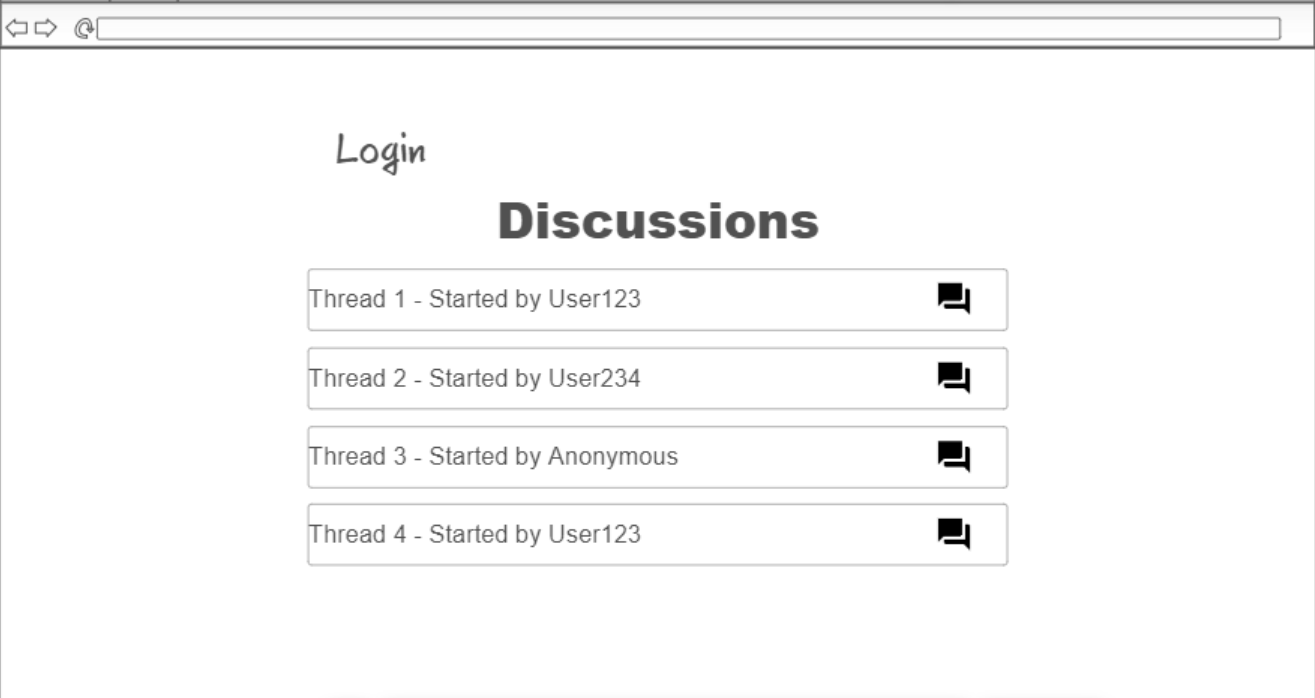 Login
Discussions
Thread 1 - Started by User123
Thread 2 - Started by User234
Thread 3 - Started by Anonymous
Thread 4 - Started by User123